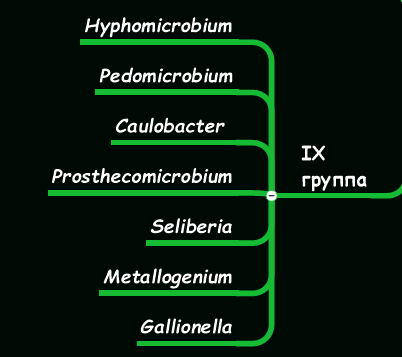 Hyphomicrobium
Pedomicrobium
Caulobacter
Prosthecomicrobium
Seliberia
Metallogenium
Gallionella
IX
группа